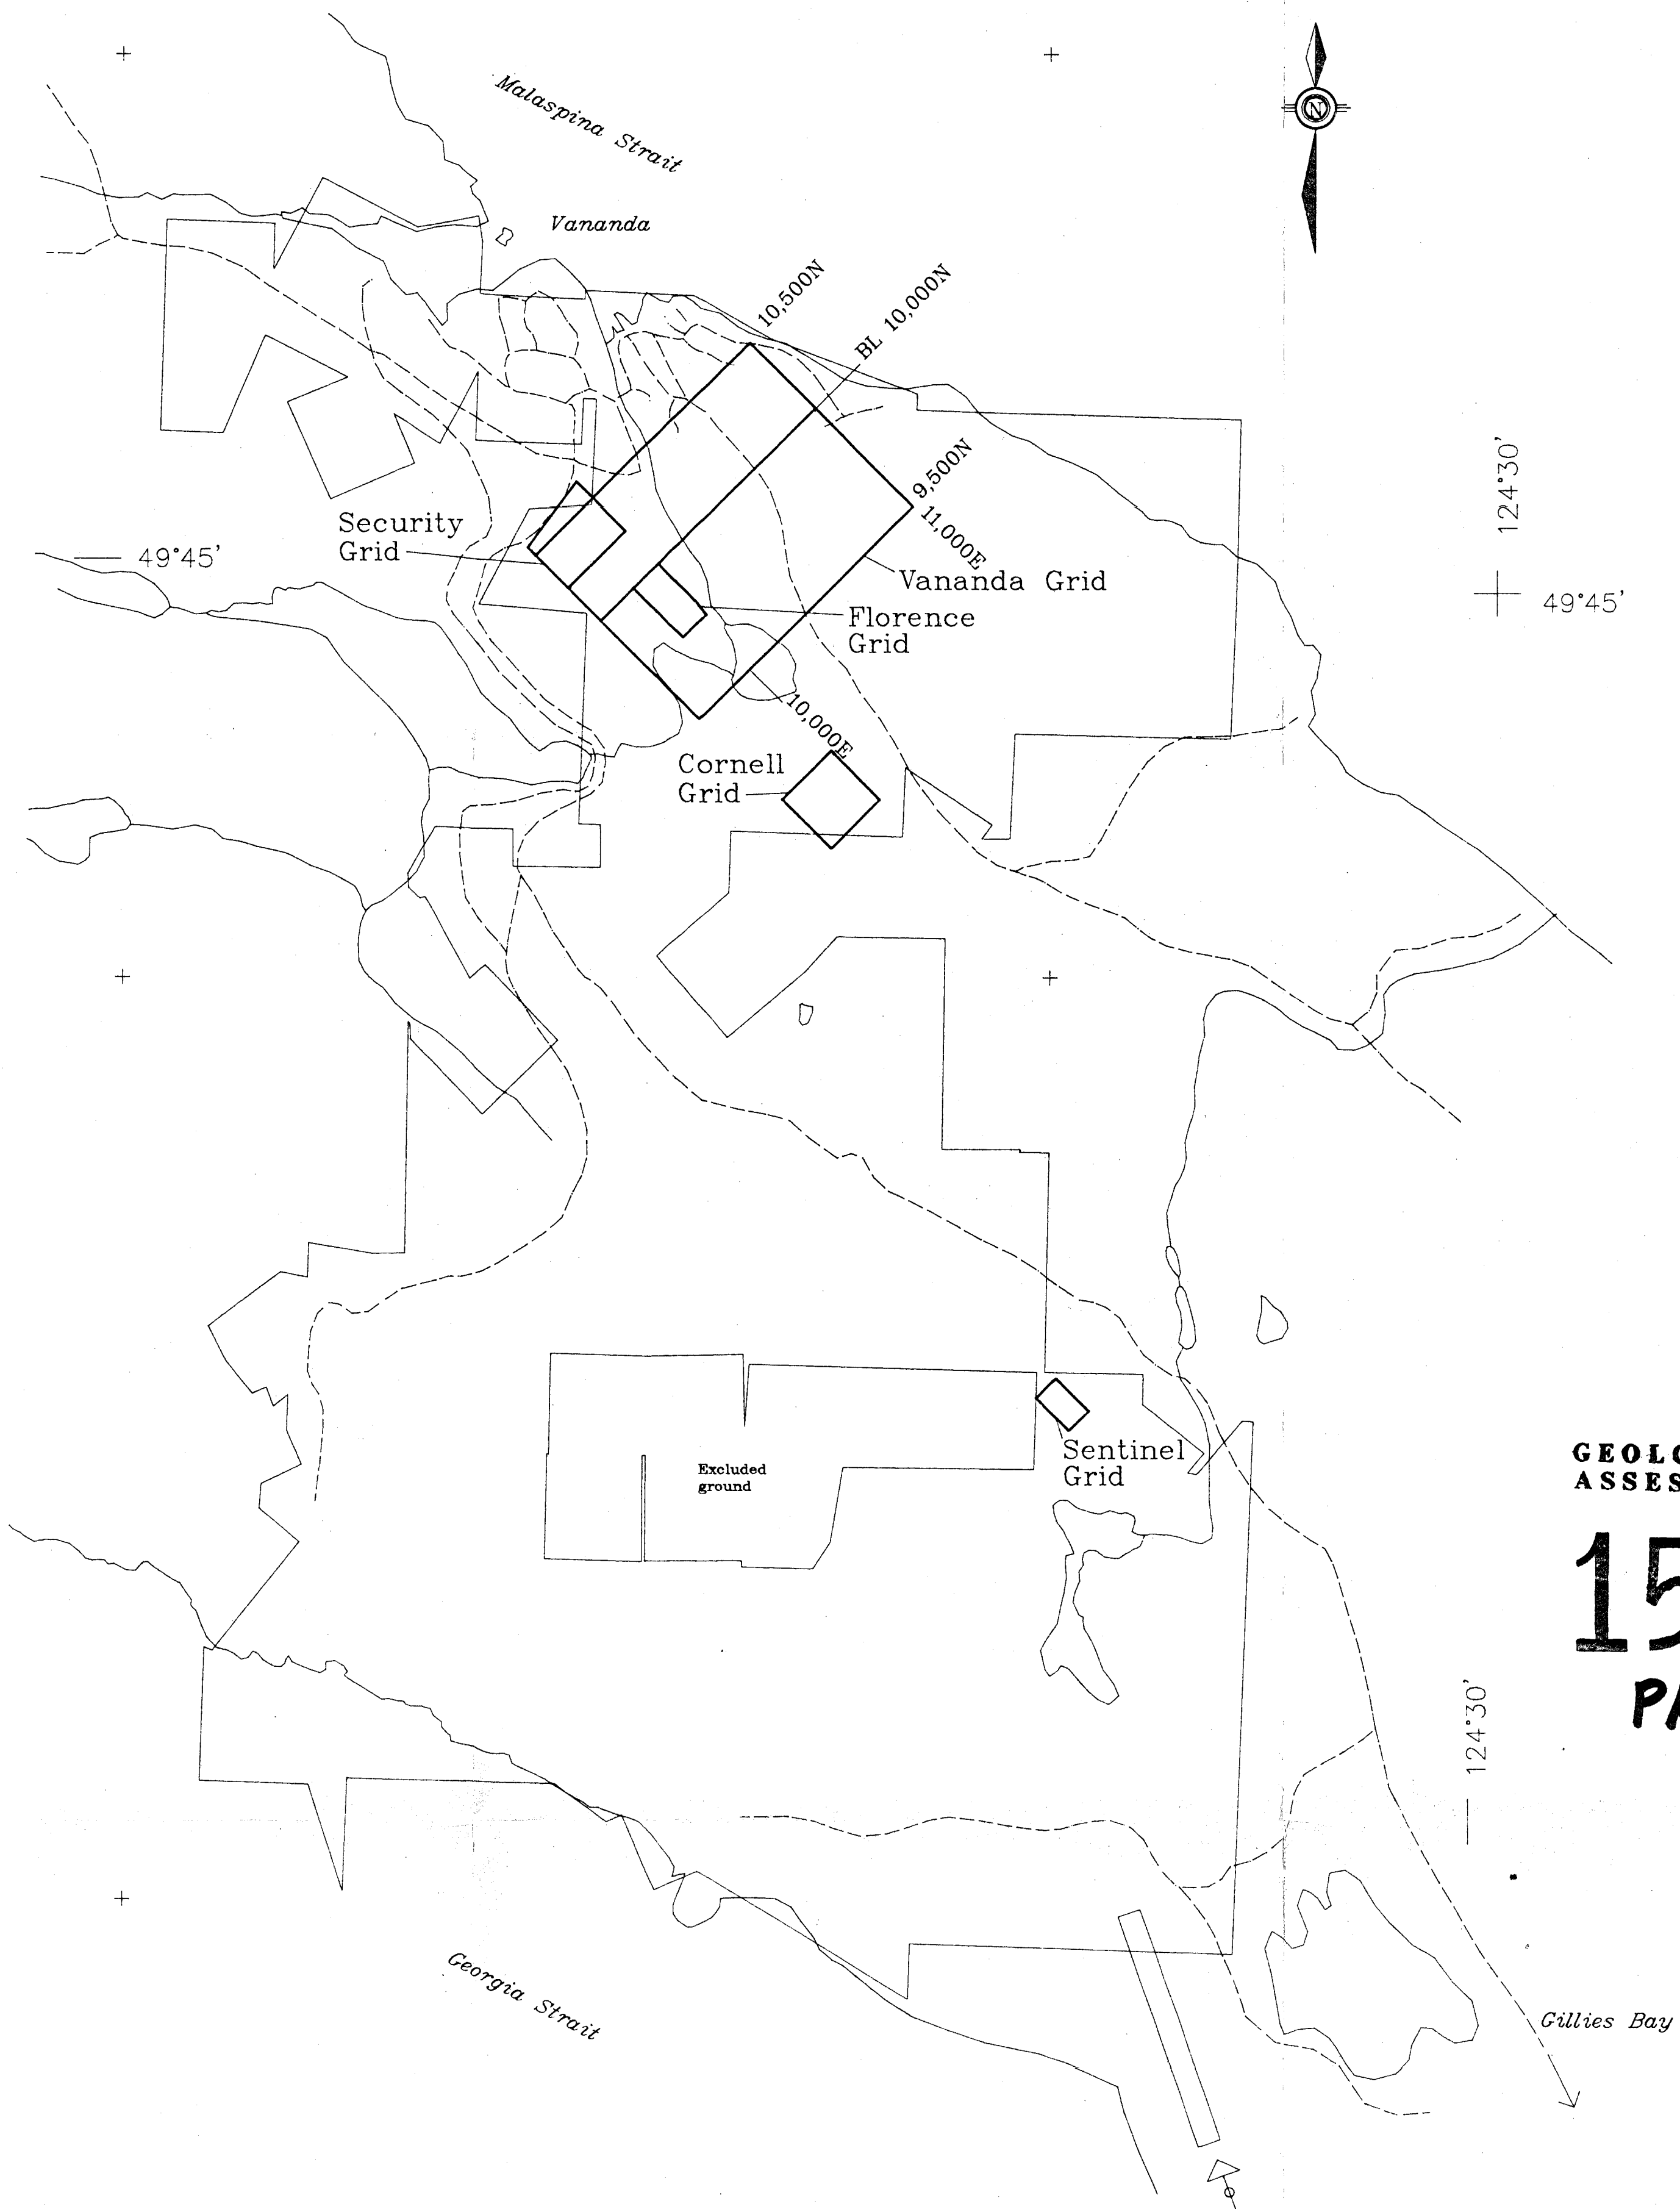 Malaspina Strait
N
Vananda
10,500N
BL 10,000N
9,500N
11,000E
124°30'
Security
Grid
49°45'
Vananda Grid
49°45'
Florence
Grid
10,000E
Cornell
Grid
Sentinel
Grid
Excluded
ground
ASSES
15
PA
124°30'
Georgia Strait
Gillies Bay